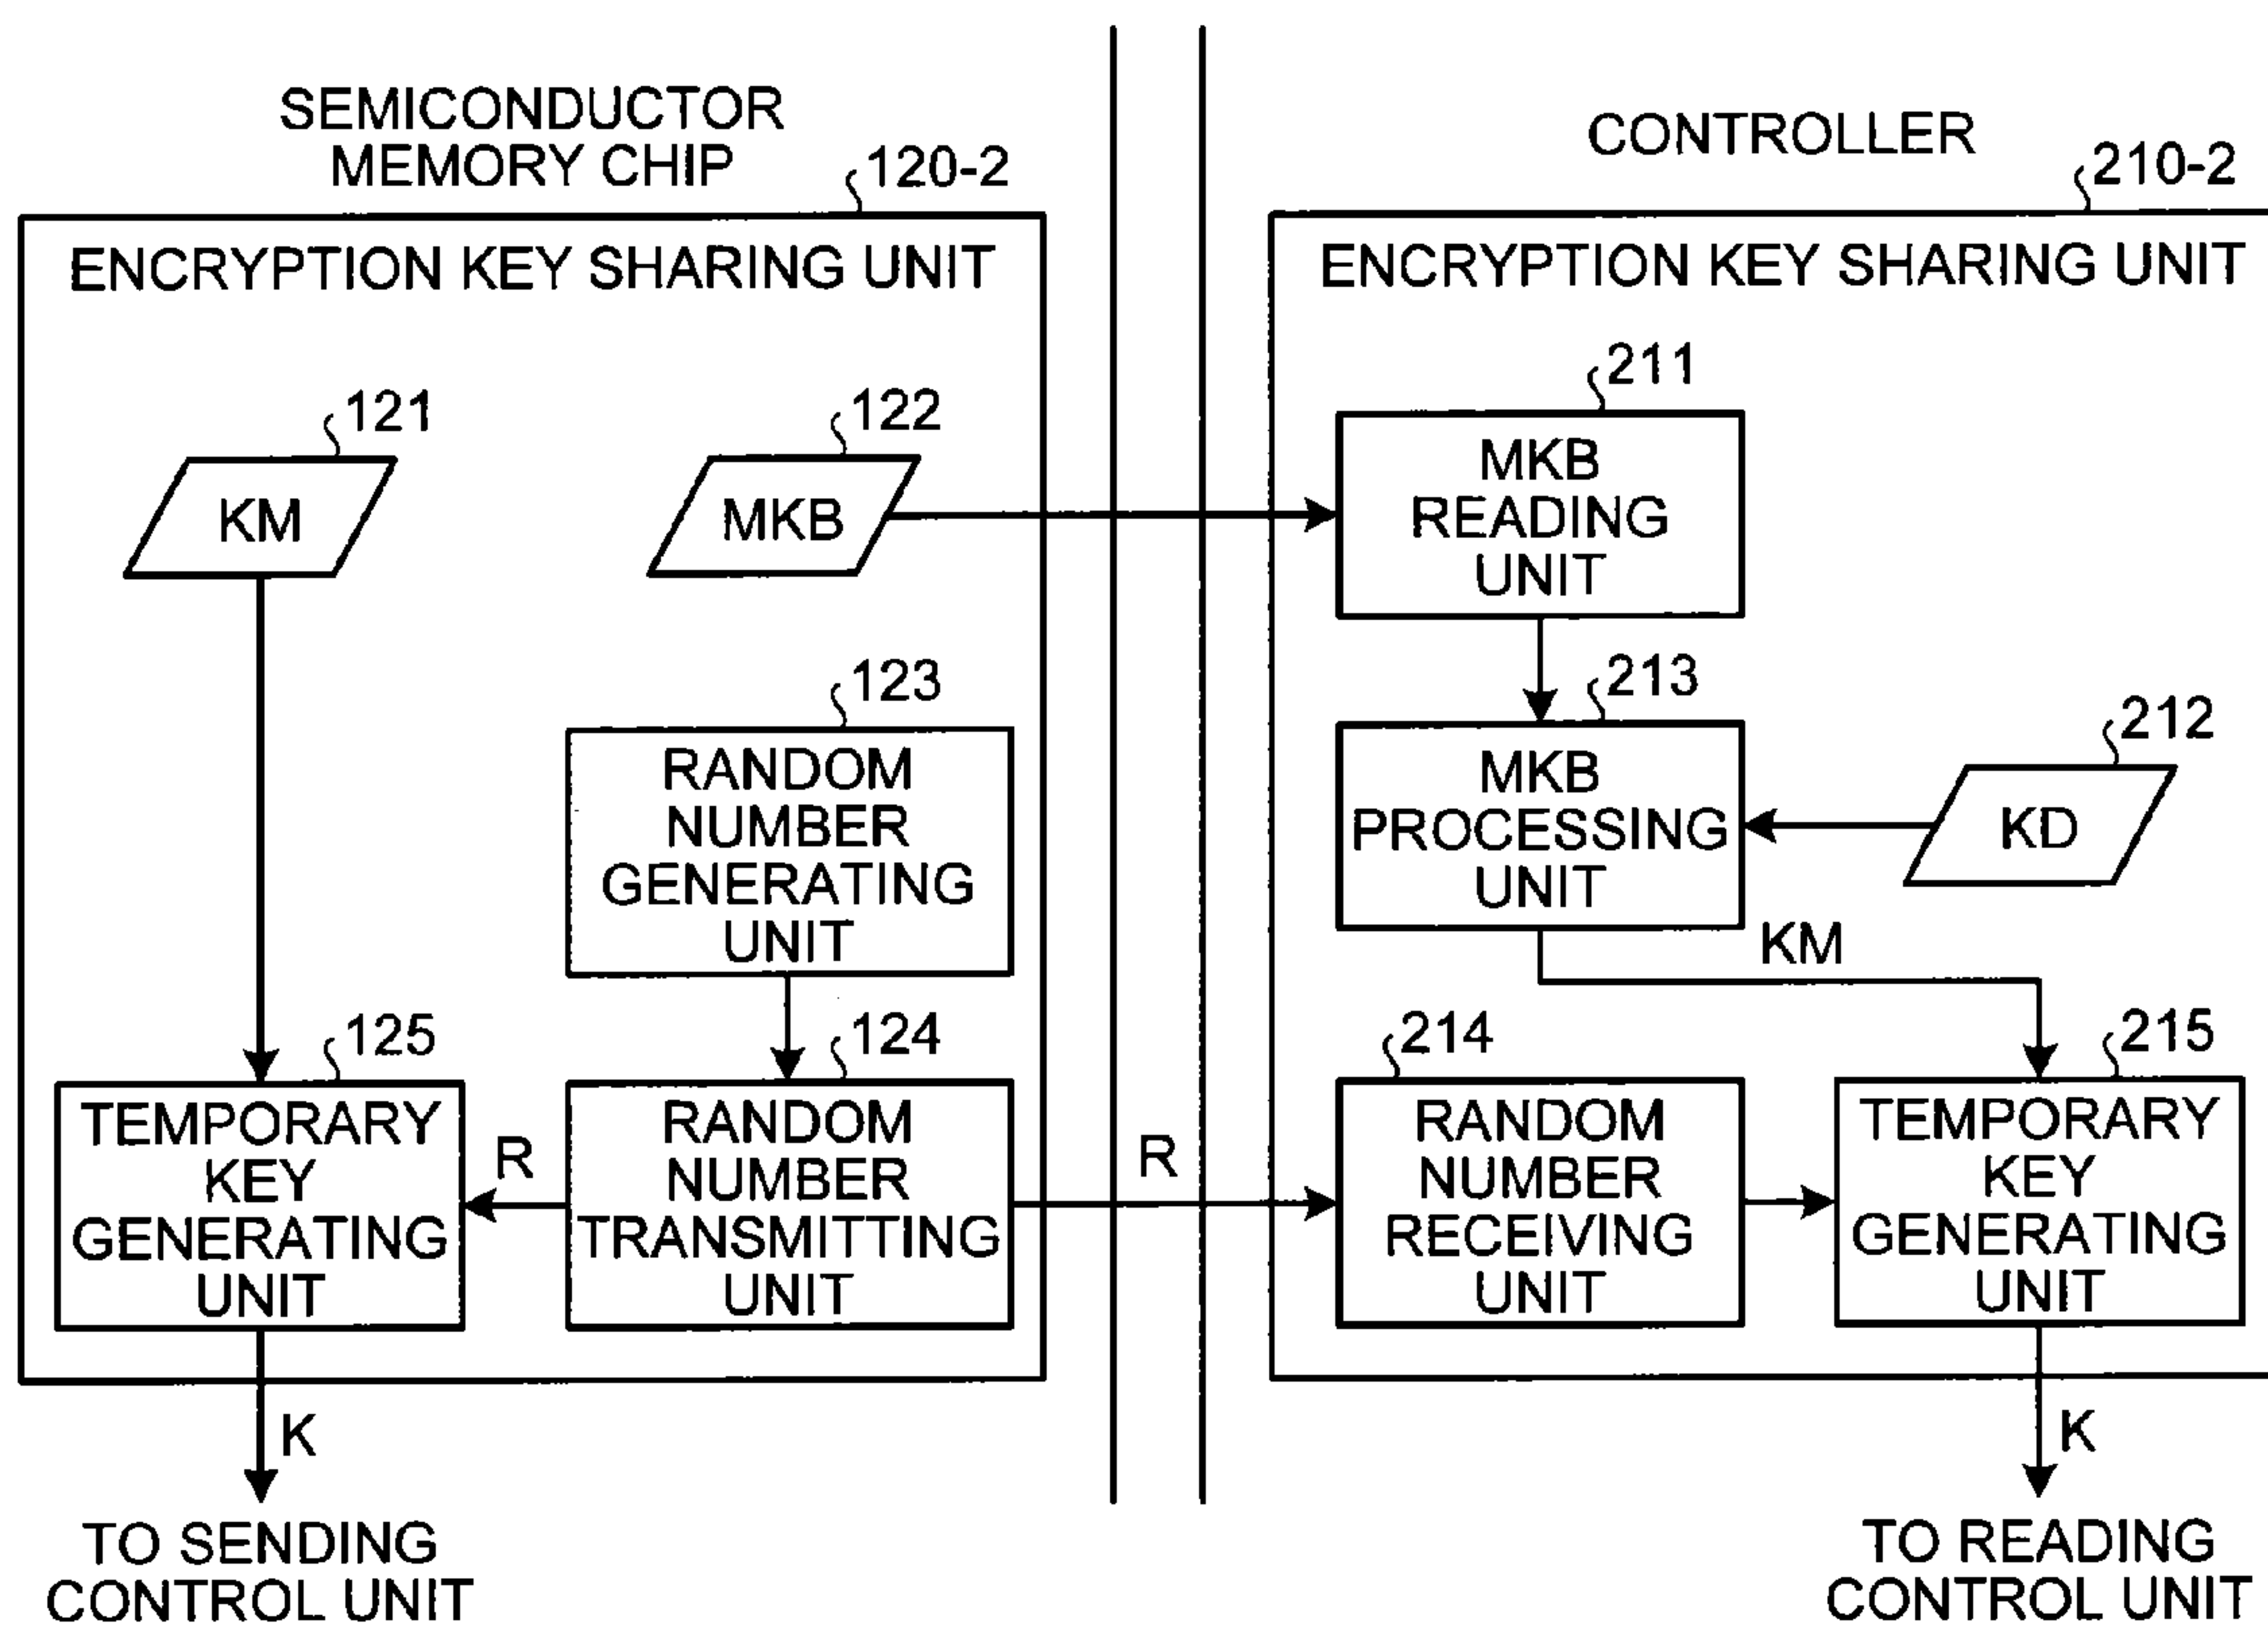 SEMICONDUCTOR
MEMORY CHIP
120-2
ENCRYPTION KEY SHARING UNIT
121
KM
122
MKB
123
RANDOM
NUMBER
GENERATING
UNIT
125
TEMPORARY
KEY
GENERATING
UNIT
R
124
RANDOM
NUMBER
TRANSMITTING
UNIT
K
TO SENDING
CONTROL UNIT
R
CONTROLLER
210-2
ENCRYPTION KEY SHARING UNIT
211
MKB
READING
UNIT
213
MKB
PROCESSING
UNIT
212
KD
KM
214
RANDOM
NUMBER
RECEIVING
UNIT
215
TEMPORARY
KEY
GENERATING
UNIT
K
TO READING
CONTROL UNIT